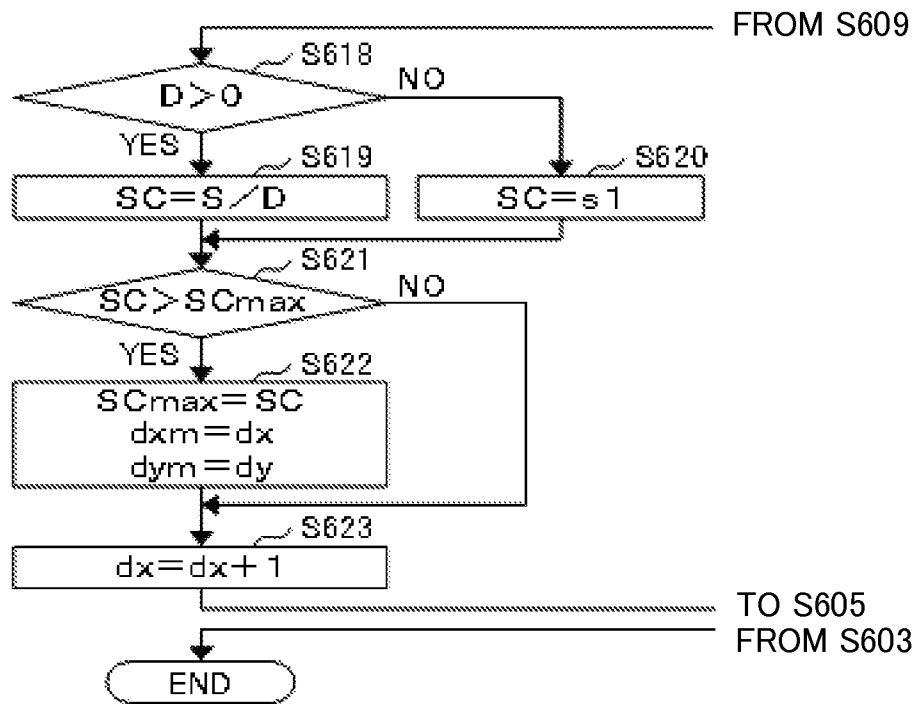 FROM S609
S618
D>0
NO
YES
S619
SC=S/D
S620
SC=s1
S621
SC>SCmax
NO
YES
S622
SCmax=SC
dxm=dx
dym=dy
S623
dx=dx+1
TO S605
FROM S603
END